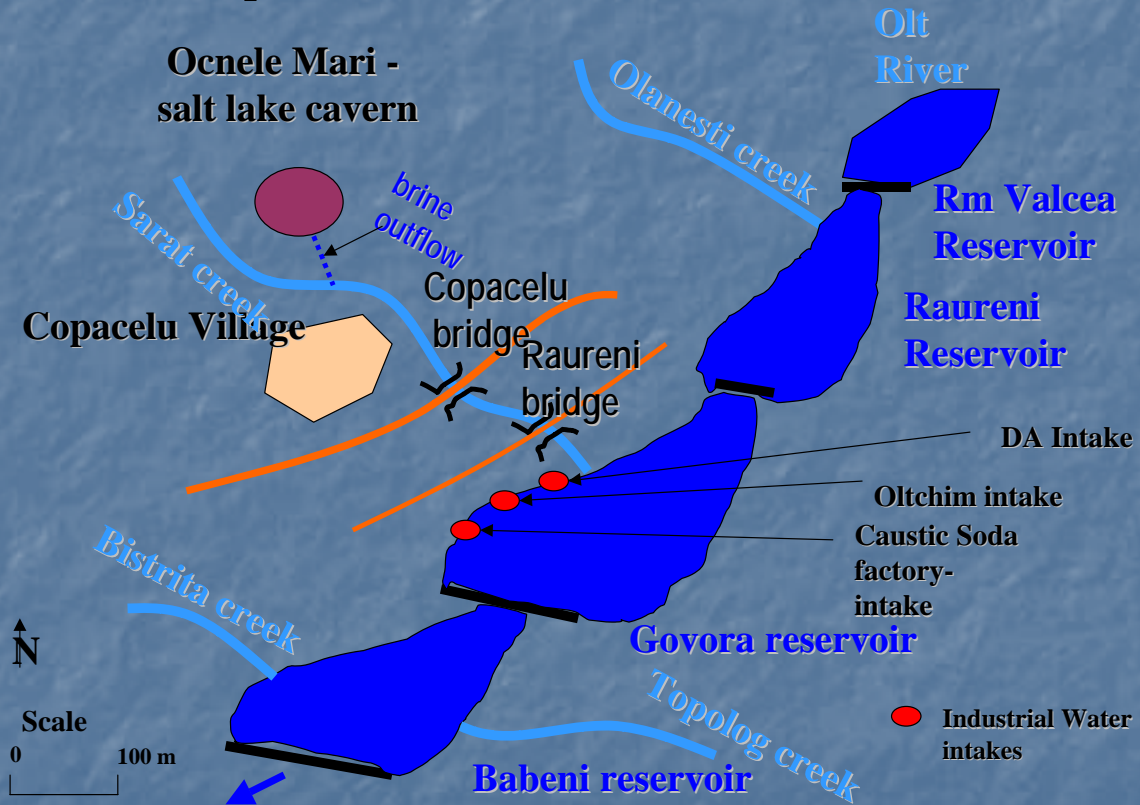 Olt
River
Ocnele Mari -
salt lake cavern
Olanesti creek
Rm Valcea
Reservoir
Sarat creek
brine
outflow
Copacelu
bridge
Copacelu Village
Raureni
Reservoir
Raureni
bridge
DA Intake
Oltchim intake
Caustic Soda
factory-
intake
Bistrita creek
Govora reservoir
N
Topolog creek
Scale
0 100 m
Industrial Water
intakes
Babeni reservoir